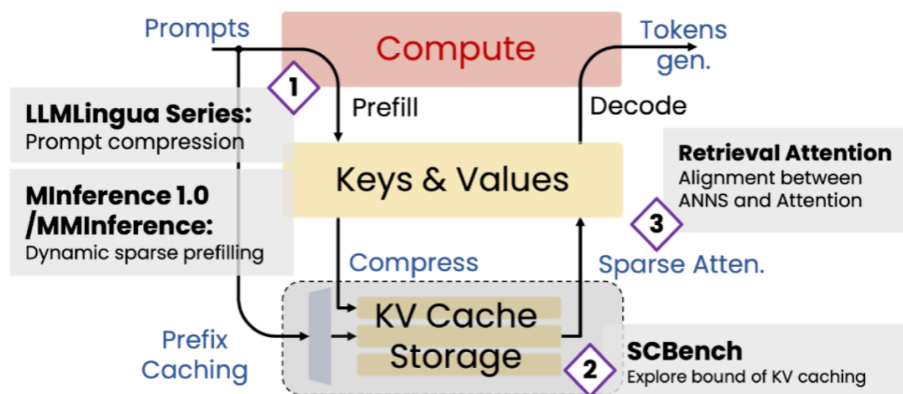 Prompts
Compute
Tokens
gen.
1
LLMLingua Series:
Prompt compression
Prefill
Decode
MInference 1.0
/MMInference:
Dynamic sparse prefilling
Keys & Values
Retrieval Attention
Alignment between
ANNS and Attention
3
Compress
Sparse Atten.
Prefix
Caching
KV Cache
Storage
2
SCBench
Explore bound of KV caching